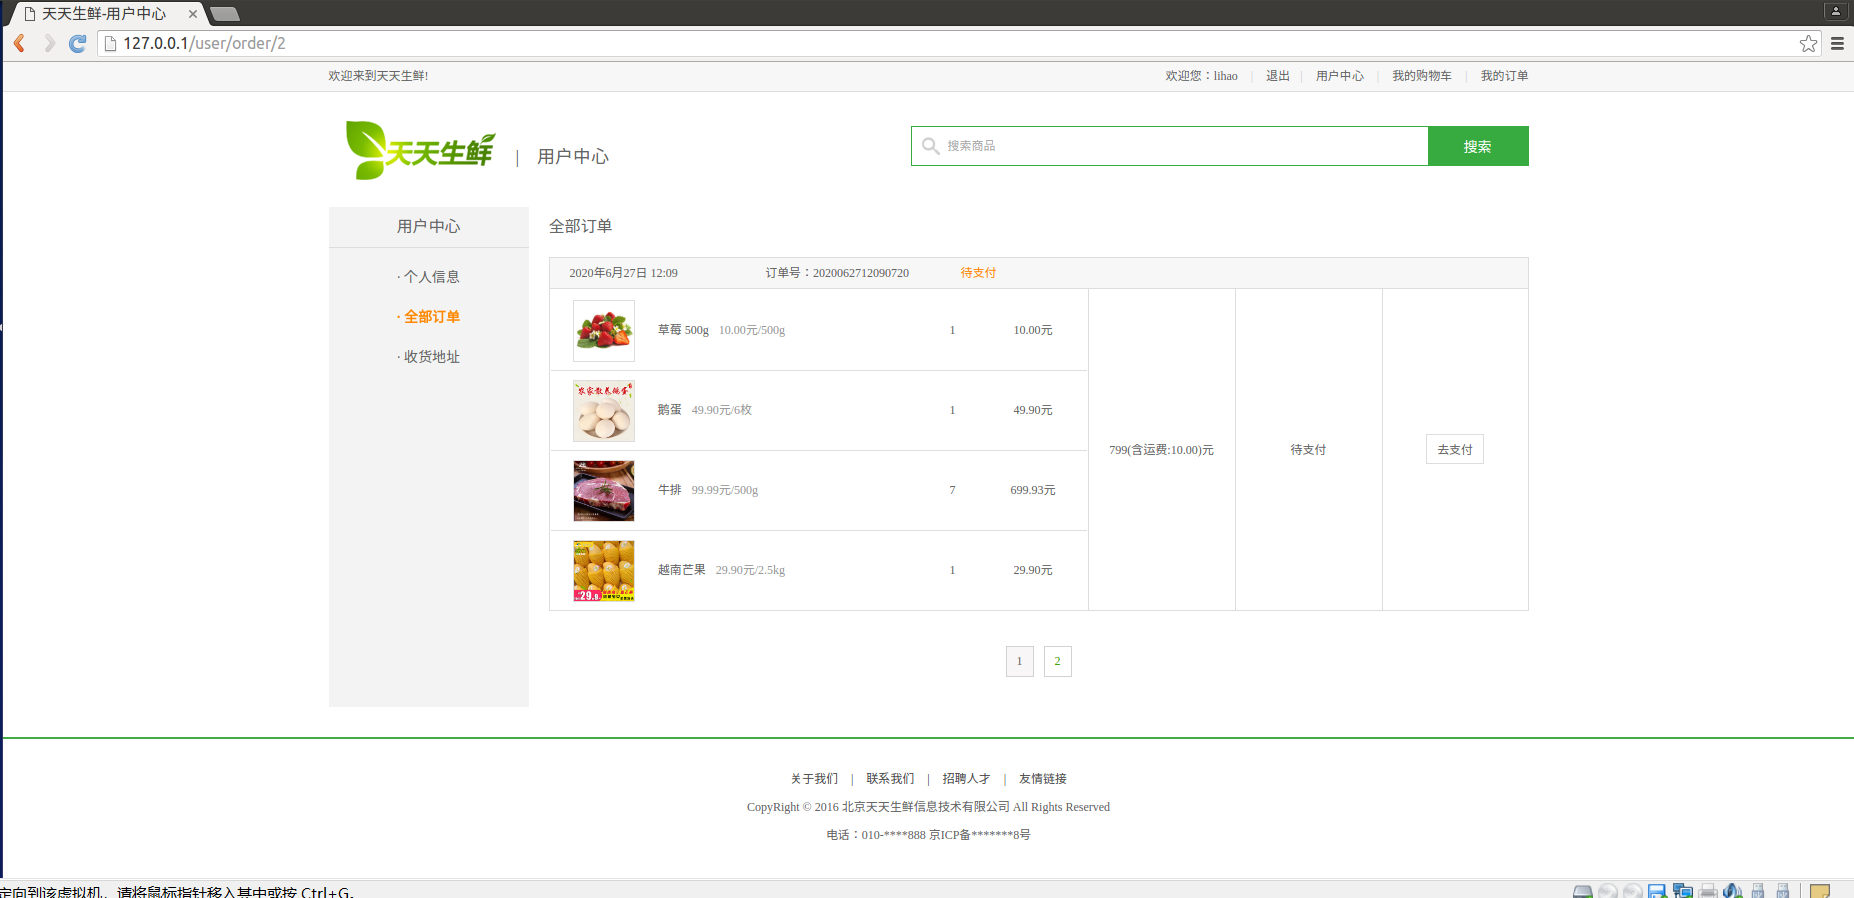 天天生鲜-用户中心
127.0.0.1/user/order/2
欢迎来到天天生鲜!
欢迎您：lihao | 退出 | 用户中心 | 我的购物车 | 我的订单
天天生鲜 | 用户中心
搜索商品 搜索
用户中心
· 个人信息
· 全部订单
· 收货地址
全部订单
2020年6月27日 12:09 订单号：2020062712090720 待支付
草莓 500g 10.00元/500g 1 10.00元
农家散养鹅蛋
鹅蛋 49.90元/6枚 1 49.90元
799(含运费:10.00)元 待支付 去支付
牛排 99.99元/500g 7 699.93元
越南芒果 29.90元/2.5kg 1 29.90元
1 2
关于我们 | 联系我们 | 招聘人才 | 友情链接
CopyRight © 2016 北京天天生鲜信息技术有限公司 All Rights Reserved
电话：010-****888 京ICP备*******8号
定向到该虚拟机，请将鼠标指针移入其中或按 Ctrl+G。